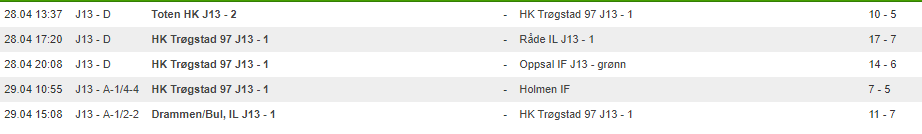 28.04 13:37 J13 - D Toten HK J13 - 2 - HK Trøgstad 97 J13 - 1 10 - 5
28.04 17:20 J13 - D HK Trøgstad 97 J13 - 1 - Råde IL J13 - 1 17 - 7
28.04 20:08 J13 - D HK Trøgstad 97 J13 - 1 - Oppsal IF J13 - grønn 14 - 6
29.04 10:55 J13 - A-1/4-4 HK Trøgstad 97 J13 - 1 - Holmen IF 7 - 5
29.04 15:08 J13 - A-1/2-2 Drammen/Bul, IL J13 - 1 - HK Trøgstad 97 J13 - 1 11 - 7